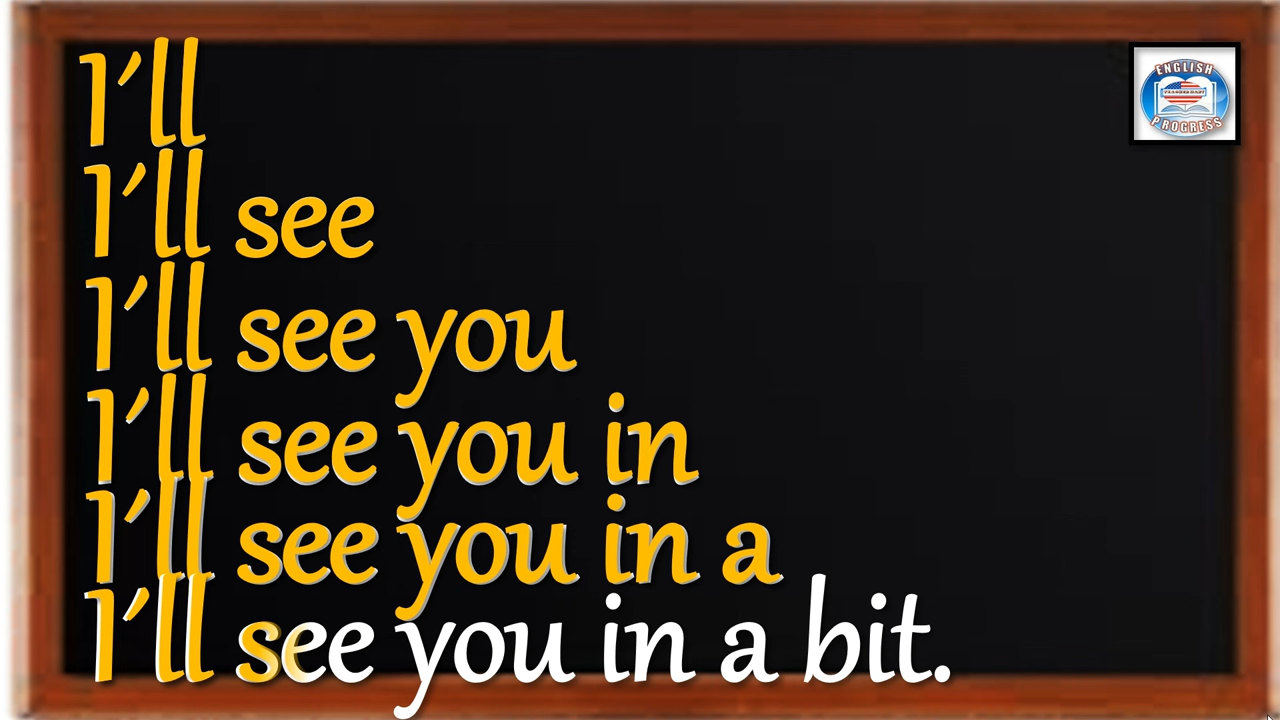 I'll
I'll see
I'll see you
I'll see you in
I'll see you in a
I'll see you in a bit.
ENGLISH
PROGRESS